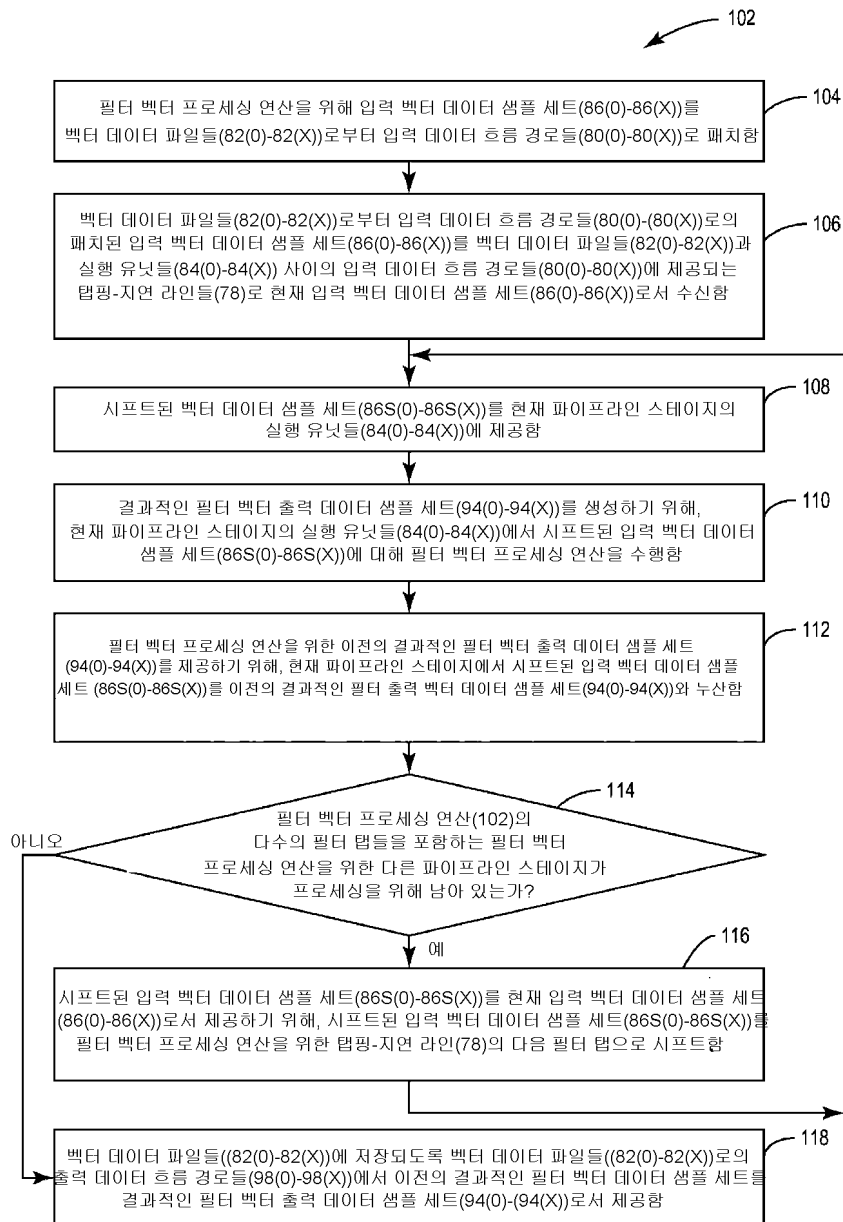 102
필터 벡터 프로세싱 연산을 위해 입력 벡터 데이터 샘플 세트(86(0)-86(X))를
벡터 데이터 파일들(82(0)-82(X))로부터 입력 데이터 흐름 경로들(80(0)-80(X))로 패치함
104
벡터 데이터 파일들(82(0)-82(X))로부터 입력 데이터 흐름 경로들(80(0)-(80(X))로의
패치된 입력 벡터 데이터 샘플 세트(86(0)-86(X))를 벡터 데이터 파일들(82(0)-82(X))과
실행 유닛들(84(0)-84(X)) 사이의 입력 데이터 흐름 경로들(80(0)-80(X))에 제공되는
탭핑-지연 라인들(78)로 현재 입력 벡터 데이터 샘플 세트(86(0)-86(X))로서 수신함
106
시프트된 벡터 데이터 샘플 세트(86S(0)-86S(X))를 현재 파이프라인 스테이지의
실행 유닛들(84(0)-84(X))에 제공함
108
결과적인 필터 벡터 출력 데이터 샘플 세트(94(0)-94(X))를 생성하기 위해,
현재 파이프라인 스테이지의 실행 유닛들(84(0)-84(X))에서 시프트된 입력 벡터 데이터
샘플 세트(86S(0)-86S(X))에 대해 필터 벡터 프로세싱 연산을 수행함
110
필터 벡터 프로세싱 연산을 위한 이전의 결과적인 필터 벡터 출력 데이터 샘플 세트
(94(0)-94(X))를 제공하기 위해, 현재 파이프라인 스테이지에서 시프트된 입력 벡터 데이터 샘플
세트 (86S(0)-86S(X))를 이전의 결과적인 필터 출력 벡터 데이터 샘플 세트(94(0)-94(X))와 누산함
112
필터 벡터 프로세싱 연산(102)의
다수의 필터 탭들을 포함하는 필터 벡터
프로세싱 연산을 위한 다른 파이프라인 스테이지가
프로세싱을 위해 남아 있는가?
114
아니오
예
시프트된 입력 벡터 데이터 샘플 세트(86S(0)-86S(X))를 현재 입력 벡터 데이터 샘플 세트
(86(0)-86(X))로서 제공하기 위해, 시프트된 입력 벡터 데이터 샘플 세트(86S(0)-86S(X))를
필터 벡터 프로세싱 연산을 위한 탭핑-지연 라인(78)의 다음 필터 탭으로 시프트함
116
벡터 데이터 파일들((82(0)-82(X))에 저장되도록 벡터 데이터 파일들((82(0)-82(X))로의
출력 데이터 흐름 경로들(98(0)-98(X))에서 이전의 결과적인 필터 벡터 데이터 샘플 세트를
결과적인 필터 벡터 출력 데이터 샘플 세트(94(0)-(94(X))로서 제공함
118